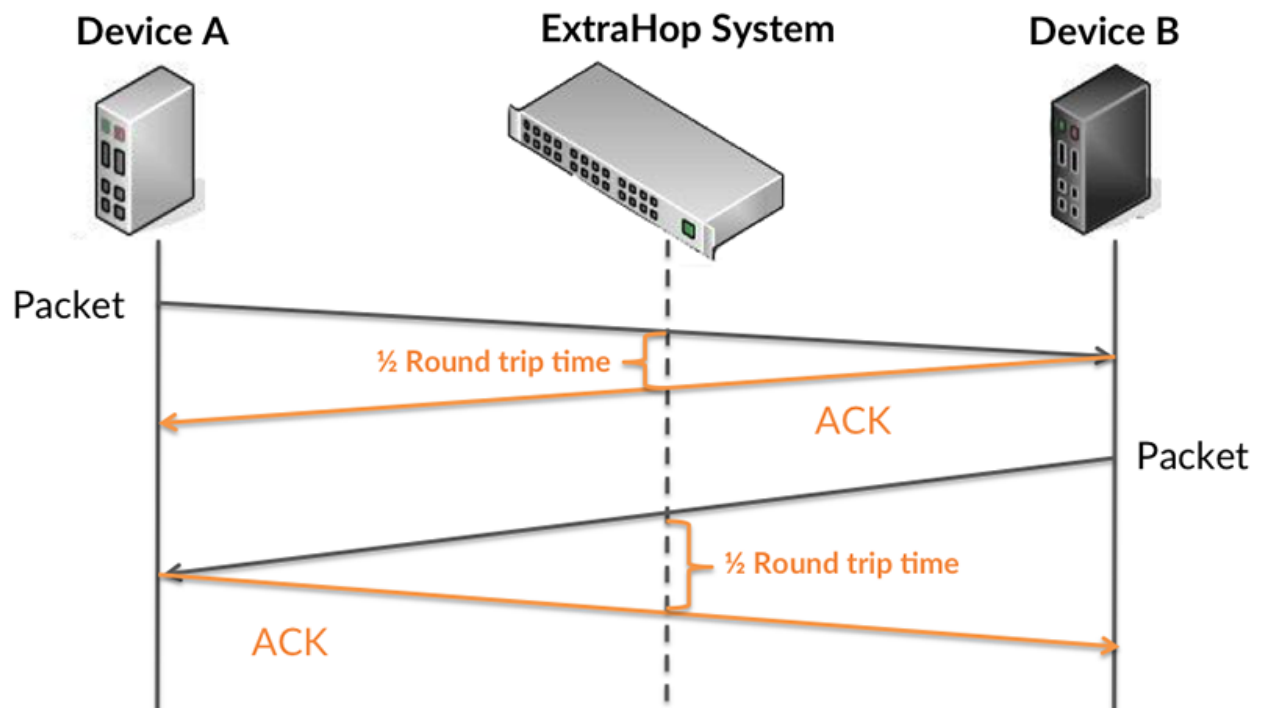 Device A
ExtraHop System
Device B
Packet
½ Round trip time
ACK
Packet
½ Round trip time
ACK